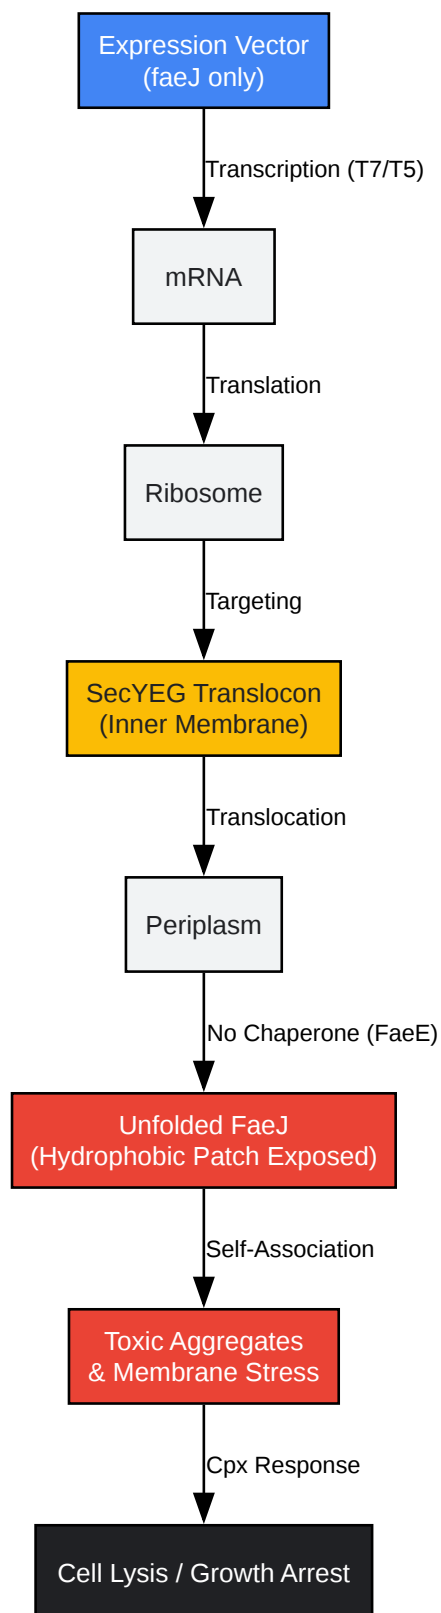 Expression Vector
(faeJ only)
Transcription (T7/T5)
mRNA
Translation
Ribosome
Targeting
SecYEG Translocon
(Inner Membrane)
Translocation
Periplasm
No Chaperone (FaeE)
Unfolded FaeJ
(Hydrophobic Patch Exposed)
Self-Association
Toxic Aggregates
& Membrane Stress
Cpx Response
Cell Lysis / Growth Arrest